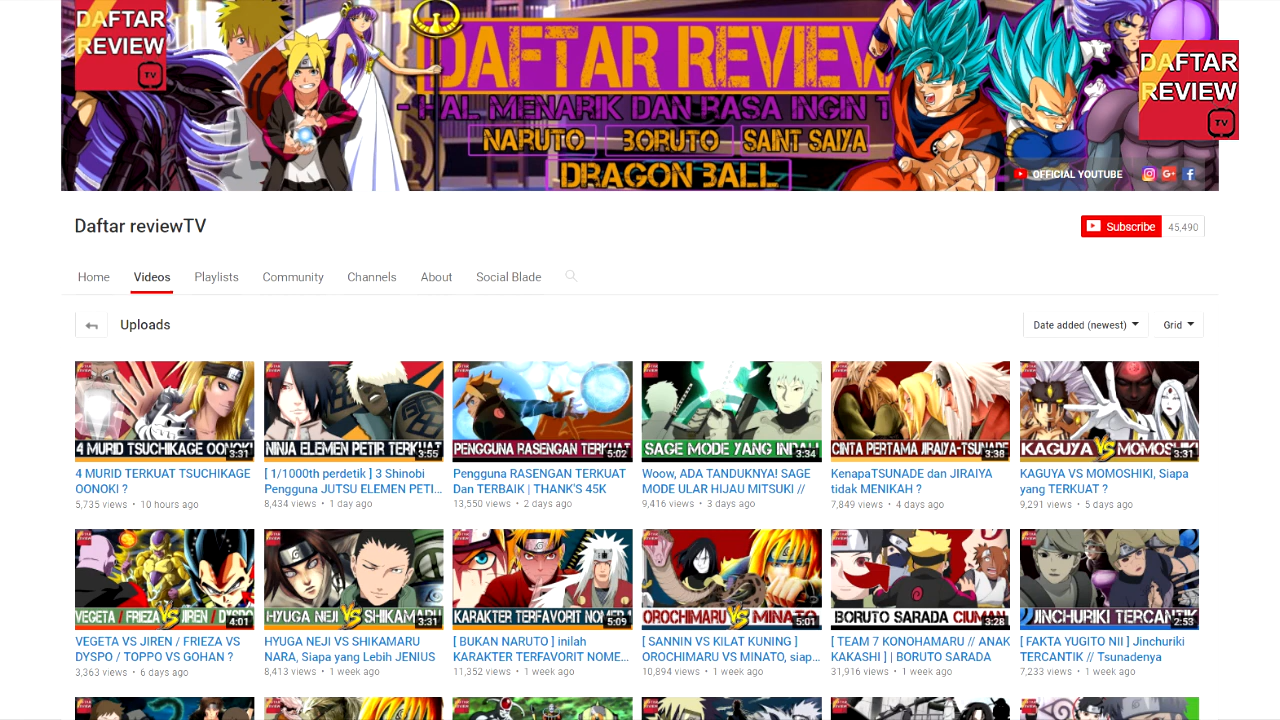 DAFTAR
REVIEW
TV
DAFTAR REVIEW
- HAL MENARIK DAN RASA INGIN T
NARUTO BORUTO SAINT SAIYA
DRAGON BALL
DAFTAR
REVIEW
TV
OFFICIAL YOUTUBE
Daftar reviewTV
Subscribe 45,490
Home Videos Playlists Community Channels About Social Blade
Uploads
Date added (newest) Grid
4 MURID TSUCHIKAGE OONOKI 3:31
NINJA ELEMEN PETIR TERKUAT 3:55
PENGGUNA RASENGAN TERKUAT 5:02
SAGE MODE YANG INDAH 3:34
CINTA PERTAMA JIRAIYA-TSUNADE 3:38
KAGUYA VS MOMOSHIKI 3:31
4 MURID TERKUAT TSUCHIKAGE
OONOKI ?
5,735 views • 10 hours ago
[ 1/1000th perdetik ] 3 Shinobi
Pengguna JUTSU ELEMEN PETI...
8,434 views • 1 day ago
Pengguna RASENGAN TERKUAT
Dan TERBAIK | THANK'S 45K
13,550 views • 2 days ago
Woow, ADA TANDUKNYA! SAGE
MODE ULAR HIJAU MITSUKI //
9,416 views • 3 days ago
KenapaTSUNADE dan JIRAIYA
tidak MENIKAH ?
7,849 views • 4 days ago
KAGUYA VS MOMOSHIKI, Siapa
yang TERKUAT ?
9,291 views • 5 days ago
VEGETA / FRIEZA VS JIREN / DYSPO 4:01
HYUGA NEJI VS SHIKAMARU 3:31
KARAKTER TERFAVORIT NOMER 1 5:09
OROCHIMARU VS MINATO 5:01
BORUTO SARADA CIUMAN 3:28
JINCHURIKI TERCANTIK 2:53
VEGETA VS JIREN / FRIEZA VS
DYSPO / TOPPO VS GOHAN ?
3,363 views • 6 days ago
HYUGA NEJI VS SHIKAMARU
NARA, Siapa yang Lebih JENIUS
8,413 views • 1 week ago
[ BUKAN NARUTO ] inilah
KARAKTER TERFAVORIT NOME...
11,352 views • 1 week ago
[ SANNIN VS KILAT KUNING ]
OROCHIMARU VS MINATO, siap...
10,894 views • 1 week ago
[ TEAM 7 KONOHAMARU // ANAK
KAKASHI ] | BORUTO SARADA
31,916 views • 1 week ago
[ FAKTA YUGITO NII ] Jinchuriki
TERCANTIK // Tsunadenya
7,233 views • 1 week ago